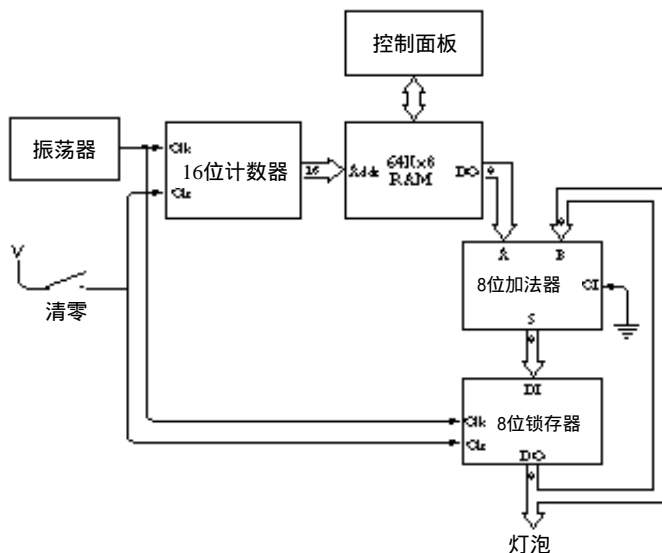 控制面板
振荡器
Clk
16位计数器
Clr
16
Addr
64Kx8
RAM
DO
8
V
清零
8
A
B
8位加法器
CI
S
8
DI
Clk
8位锁存器
Clr
DO
8
灯泡